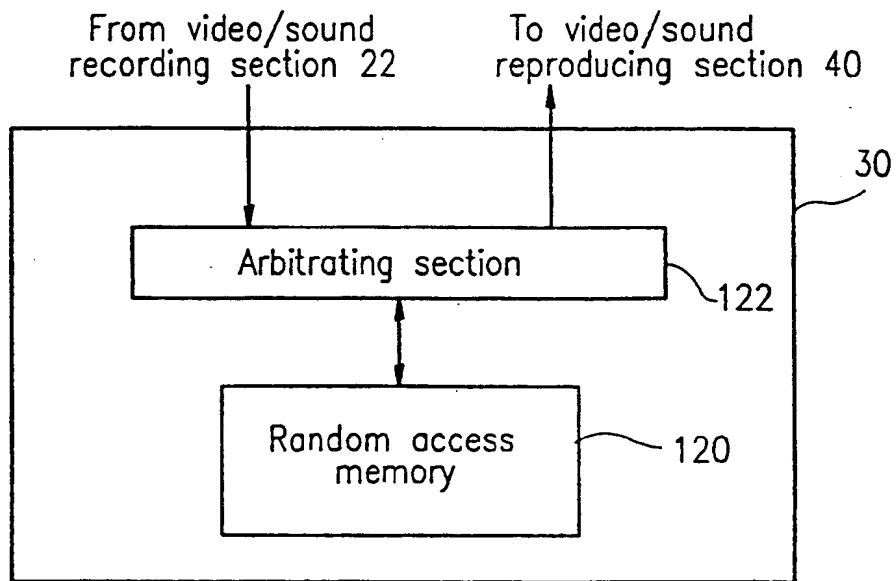 From video/sound
recording section 22
To video/sound
reproducing section 40
30
Arbitrating section
122
Random access
memory
120